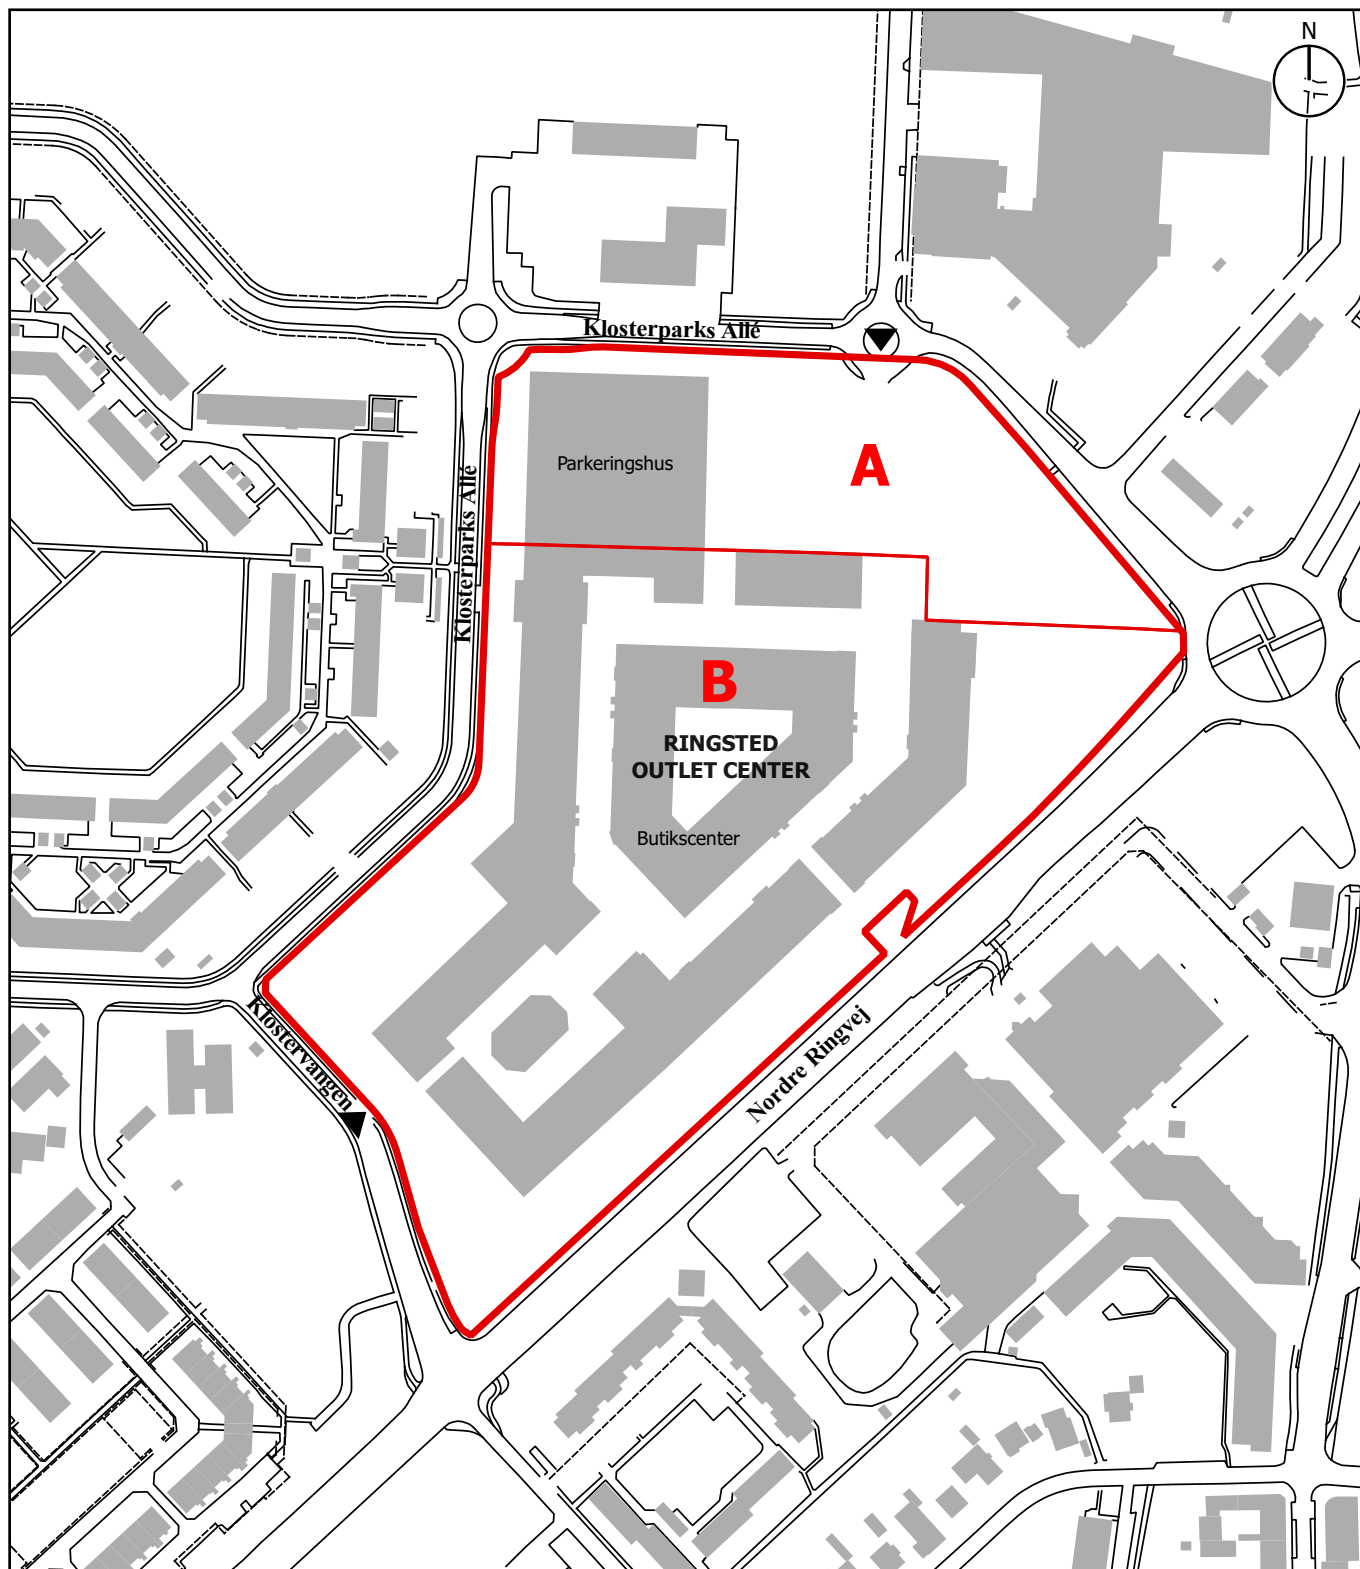 N
Klosterparks Allé
Parkeringshus
A
Klosterparks Allé
B
RINGSTED
OUTLET CENTER
Butikscenter
Klostervangen
Nordre Ringvej